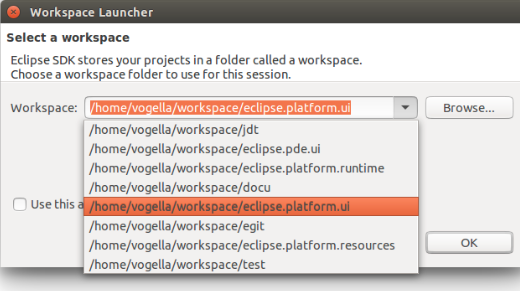 Workspace Launcher
Select a workspace
Eclipse SDK stores your projects in a folder called a workspace.
Choose a workspace folder to use for this session.
Workspace: /home/vogella/workspace/eclipse.platform.ui Browse...
/home/vogella/workspace/jdt
/home/vogella/workspace/eclipse.pde.ui
/home/vogella/workspace/eclipse.platform.runtime
/home/vogella/workspace/docu
Use this a /home/vogella/workspace/eclipse.platform.ui
/home/vogella/workspace/egit
/home/vogella/workspace/eclipse.platform.resources OK
/home/vogella/workspace/test